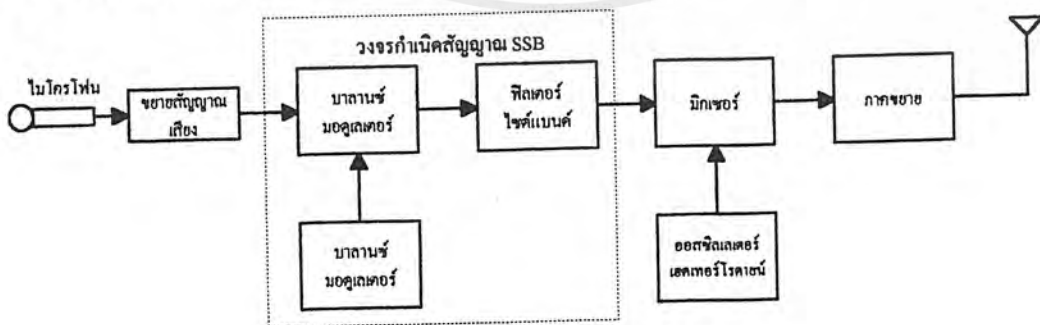 วงจรกำเนิดสัญญาณ SSB
ไมโครโฟน
ขยายสัญญาณ
เสียง
บาลานซ์
มอดูเลเตอร์
ฟิลเตอร์
ไซด์แบนด์
มิกเซอร์
ภาคขยาย
บาลานซ์
มอดูเลเตอร์
ออสซิลเลเตอร์
เฮตเทอร์โรดายน์